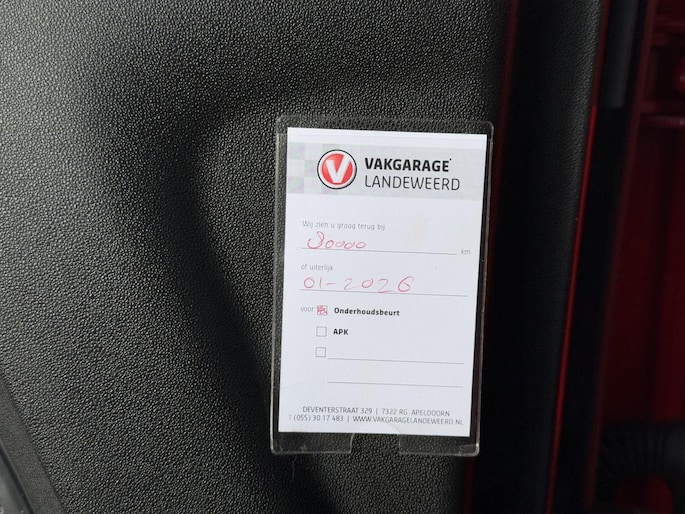 V
VAKGARAGE
LANDEWEERD
Wij zien u graag terug bij
80000 km
of uiterlijk
01-2026
voor Onderhoudsbeurt
APK
DEVENTERSTRAAT 329 | 7322 RG APELDOORN
T (055) 30 17 483 | WWW.VAKGARAGELANDEWEERD.NL